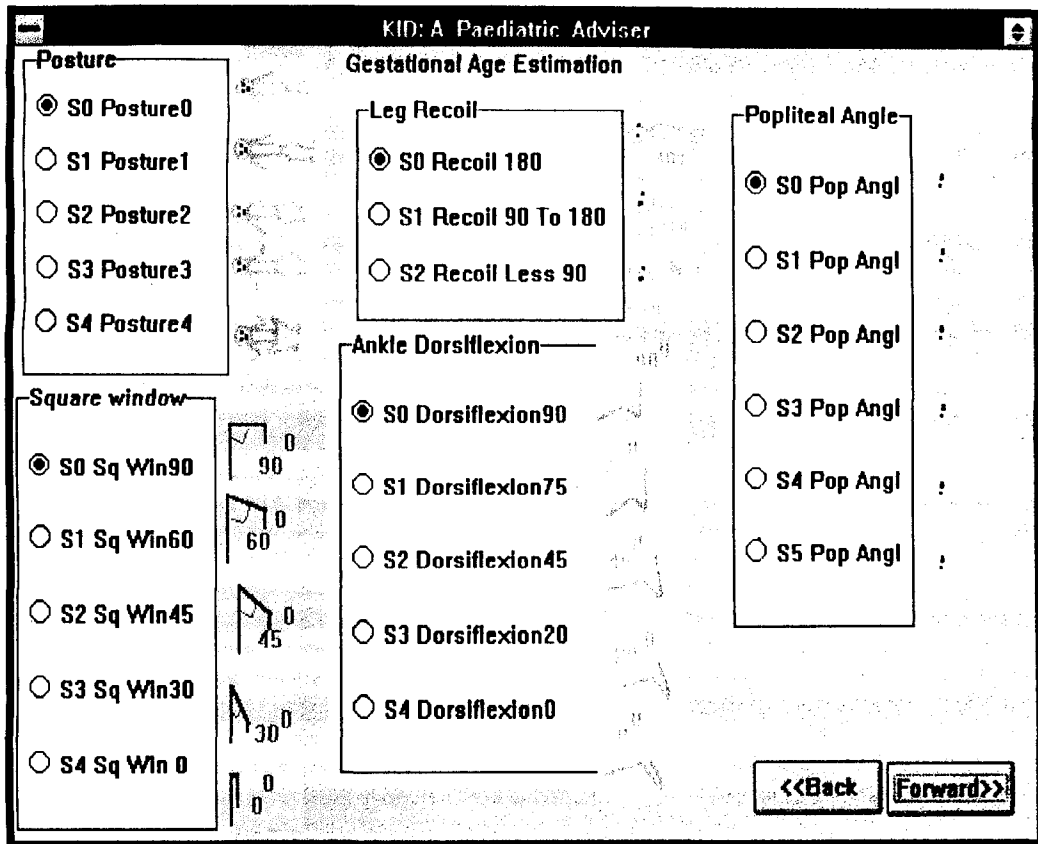 KID: A Paediatric Adviser
Gestational Age Estimation
Posture
S0 Posture0
S1 Posture1
S2 Posture2
S3 Posture3
S4 Posture4
Square window
S0 Sq Win90
0
90
S1 Sq Win60
0
60
S2 Sq Win45
0
45
S3 Sq Win30
0
30
S4 Sq Win 0
0
0
Leg Recoil
S0 Recoil 180
S1 Recoil 90 To 180
S2 Recoil Less 90
Ankle Dorsiflexion
S0 Dorsiflexion90
S1 Dorsiflexion75
S2 Dorsiflexion45
S3 Dorsiflexion20
S4 Dorsiflexion0
Popliteal Angle
S0 Pop Angl
S1 Pop Angl
S2 Pop Angl
S3 Pop Angl
S4 Pop Angl
S5 Pop Angl
<<Back
Forward>>